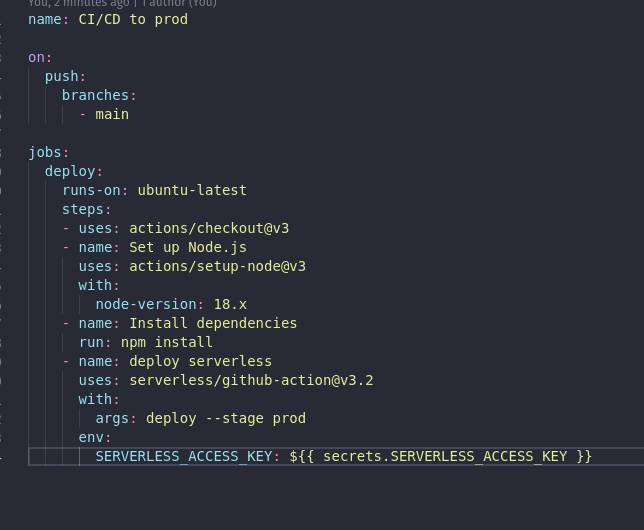 You, 2 minutes ago | 1 author (You)
name: CI/CD to prod
on:
push:
branches:
- main
jobs:
deploy:
runs-on: ubuntu-latest
steps:
- uses: actions/checkout@v3
- name: Set up Node.js
uses: actions/setup-node@v3
with:
node-version: 18.x
- name: Install dependencies
run: npm install
- name: deploy serverless
uses: serverless/github-action@v3.2
with:
args: deploy --stage prod
env:
SERVERLESS_ACCESS_KEY: ${{ secrets.SERVERLESS_ACCESS_KEY }}